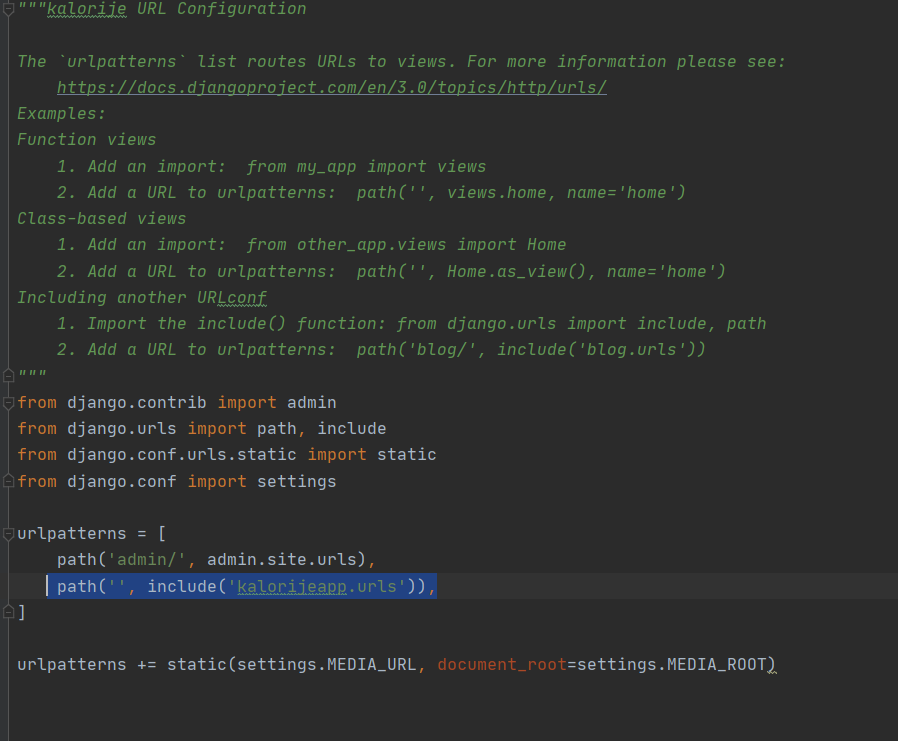 """kalorije URL Configuration

The `urlpatterns` list routes URLs to views. For more information please see:
    https://docs.djangoproject.com/en/3.0/topics/http/urls/
Examples:
Function views
    1. Add an import:  from my_app import views
    2. Add a URL to urlpatterns:  path('', views.home, name='home')
Class-based views
    1. Add an import:  from other_app.views import Home
    2. Add a URL to urlpatterns:  path('', Home.as_view(), name='home')
Including another URLconf
    1. Import the include() function: from django.urls import include, path
    2. Add a URL to urlpatterns:  path('blog/', include('blog.urls'))
"""
from django.contrib import admin
from django.urls import path, include
from django.conf.urls.static import static
from django.conf import settings

urlpatterns = [
    path('admin/', admin.site.urls),
    path('', include('kalorijeapp.urls')),
]

urlpatterns += static(settings.MEDIA_URL, document_root=settings.MEDIA_ROOT)